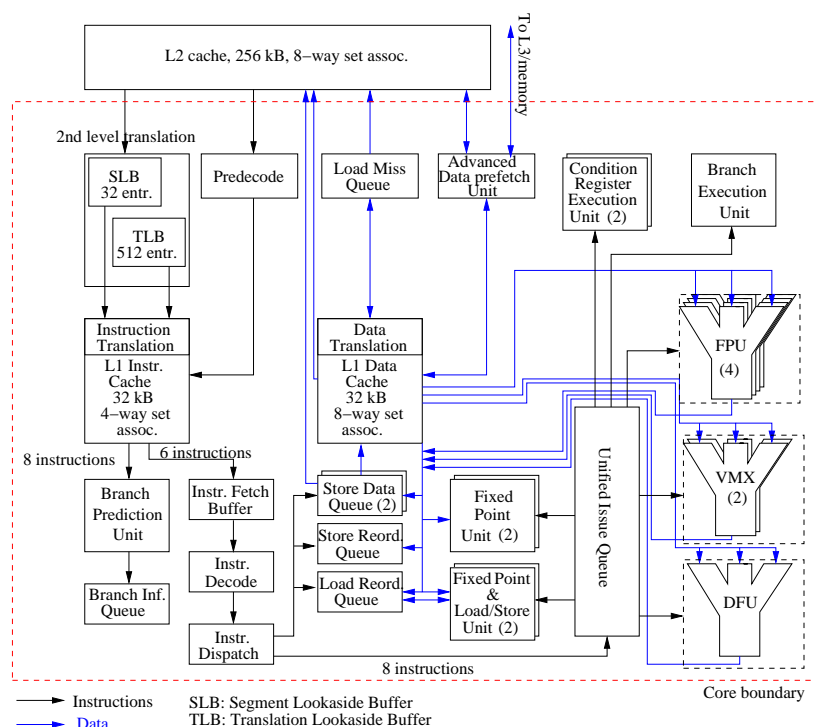 L2 cache, 256 kB, 8−way set assoc.
To L3/memory
2nd level translation
SLB
32 entr.
TLB
512 entr.
Predecode
Load Miss
Queue
Advanced
Data prefetch
Unit
Condition
Register
Execution
Unit (2)
Branch
Execution
Unit
Instruction
Translation
L1 Instr.
Cache
32 kB
4−way set
assoc.
Data
Translation
L1 Data
Cache
32 kB
8−way set
assoc.
FPU
(4)
8 instructions
6 instructions
Branch
Prediction
Unit
Branch Inf.
Queue
Instr. Fetch
Buffer
Instr.
Decode
Instr.
Dispatch
Store Data
Queue (2)
Store Reord.
Queue
Load Reord.
Queue
Fixed
Point
Unit (2)
Fixed Point
&
Load/Store
Unit (2)
Unified Issue Queue
VMX
(2)
DFU
8 instructions
Core boundary
Instructions
Data
SLB: Segment Lookaside Buffer
TLB: Translation Lookaside Buffer